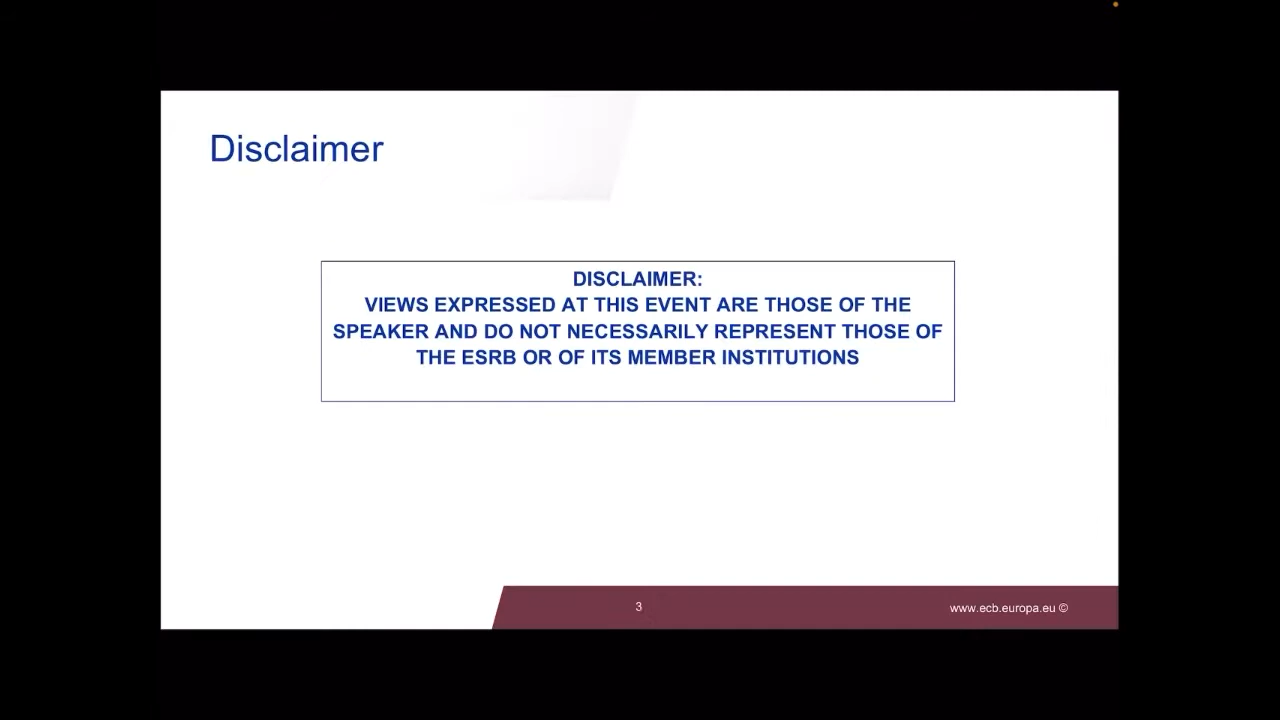 Disclaimer
DISCLAIMER:
VIEWS EXPRESSED AT THIS EVENT ARE THOSE OF THE
SPEAKER AND DO NOT NECESSARILY REPRESENT THOSE OF
THE ESRB OR OF ITS MEMBER INSTITUTIONS
3
www.ecb.europa.eu ©